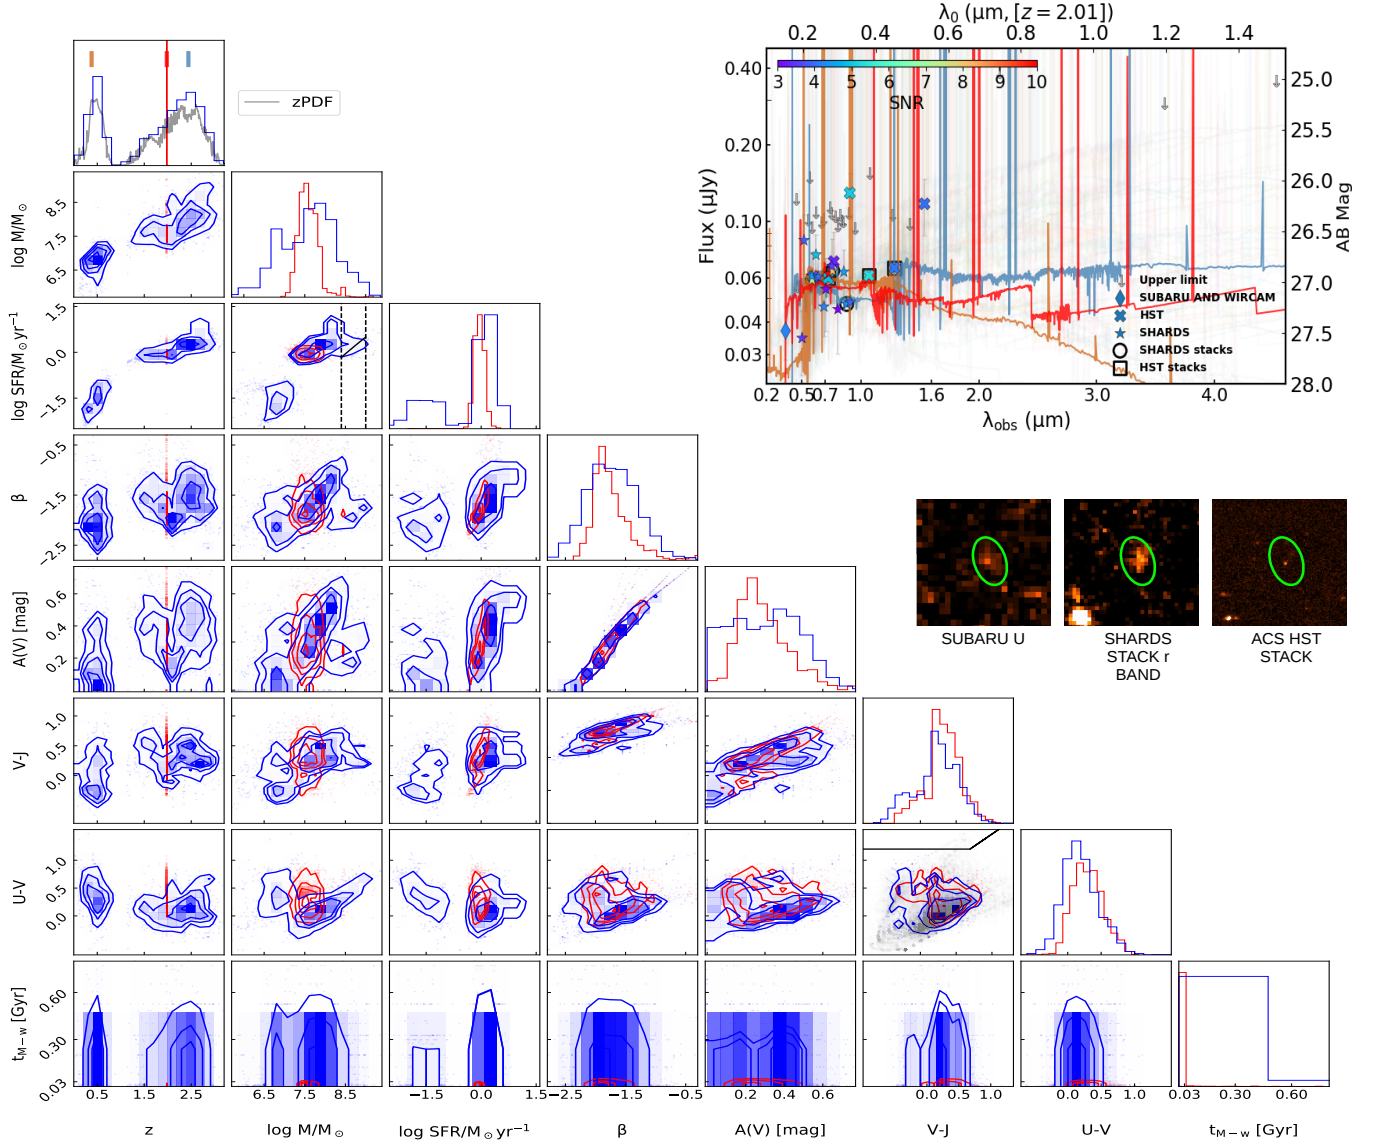 λ₀ (μm, [z = 2.01])
0.2 0.4 0.6 0.8 1.0 1.2 1.4
zPDF
3 4 5 6 7 8 9 10
SNR
Flux (μJy)
0.40
0.20
0.10
0.06
0.04
0.03
25.0
25.5
26.0
26.5
27.0
27.5
28.0
AB Mag
Upper limit
SUBARU AND WIRCAM
HST
SHARDS
SHARDS stacks
HST stacks
0.2 0.5 0.7 1.0 1.6 2.0 3.0 4.0
λobs (μm)
log M/M⊙
8.5
7.5
6.5
log SFR/M⊙yr⁻¹
1.5
0.0
−1.5
β
−0.5
−1.5
−2.5
SUBARU U
SHARDS
STACK r
BAND
ACS HST
STACK
A(V) [mag]
0.6
0.4
0.2
V-J
1.0
0.5
0.0
U-V
1.0
0.5
0.0
tM−w [Gyr]
0.60
0.30
0.03
0.5 1.5 2.5 6.5 7.5 8.5 −1.5 0.0 1.5 −2.5 −1.5 −0.5 0.2 0.4 0.6 0.0 0.5 1.0 0.0 0.5 1.0 0.03 0.30 0.60
z log M/M⊙ log SFR/M⊙yr⁻¹ β A(V) [mag] V-J U-V tM−w [Gyr]